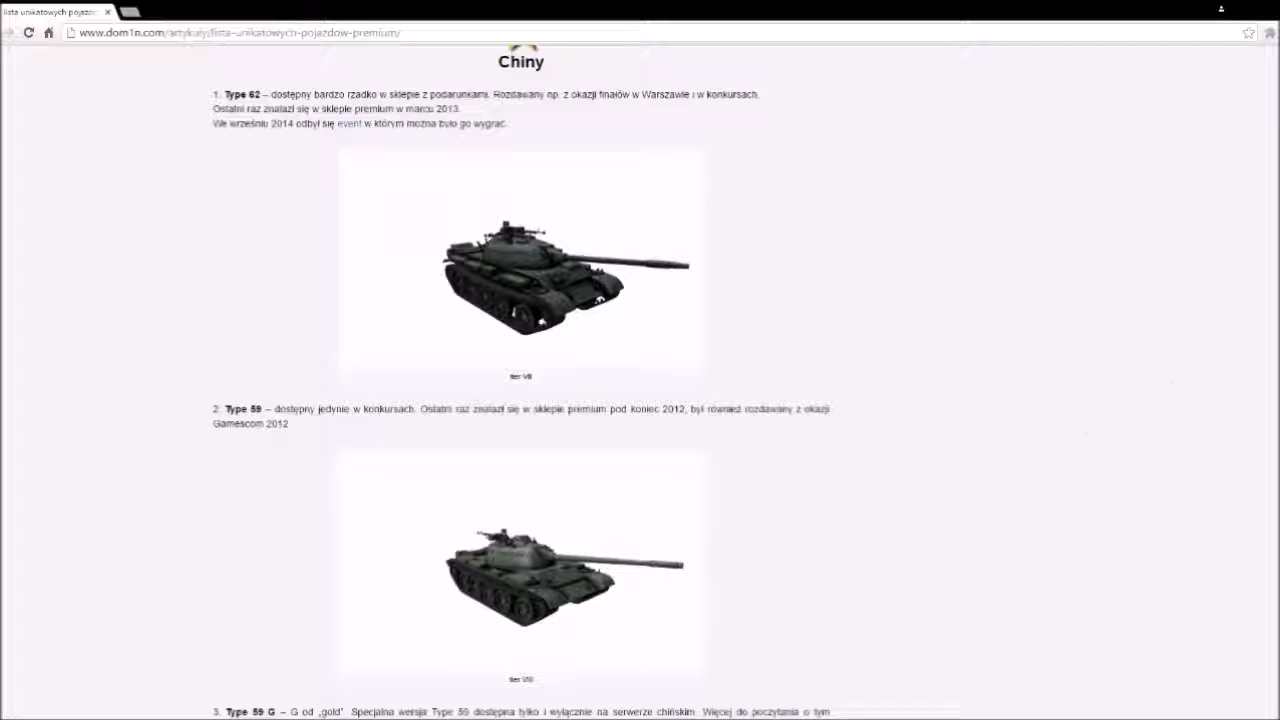 lista unikatowych pojazd
www.dom1n.com/artykuly/lista-unikatowych-pojazdow-premium/
Chiny
1. Type 62 – dostępny bardzo rzadko w sklepie z podarunkami. Rozdawany np. z okazji finałów w Warszawie i w konkursach.
Ostatni raz znalazł się w sklepie premium w marcu 2013.
We wrześniu 2014 odbył się event w którym można było go wygrać.
tier VII
2. Type 59 – dostępny jedynie w konkursach. Ostatni raz znalazł się w sklepie premium pod koniec 2012, był również rozdawany z okazji
Gamescom 2012
tier VIII
3. Type 59 G – G od „gold” Specjalna wersja Type 59 dostępna tylko i wyłącznie na serwerze chińskim. Więcej do poczytania o tym